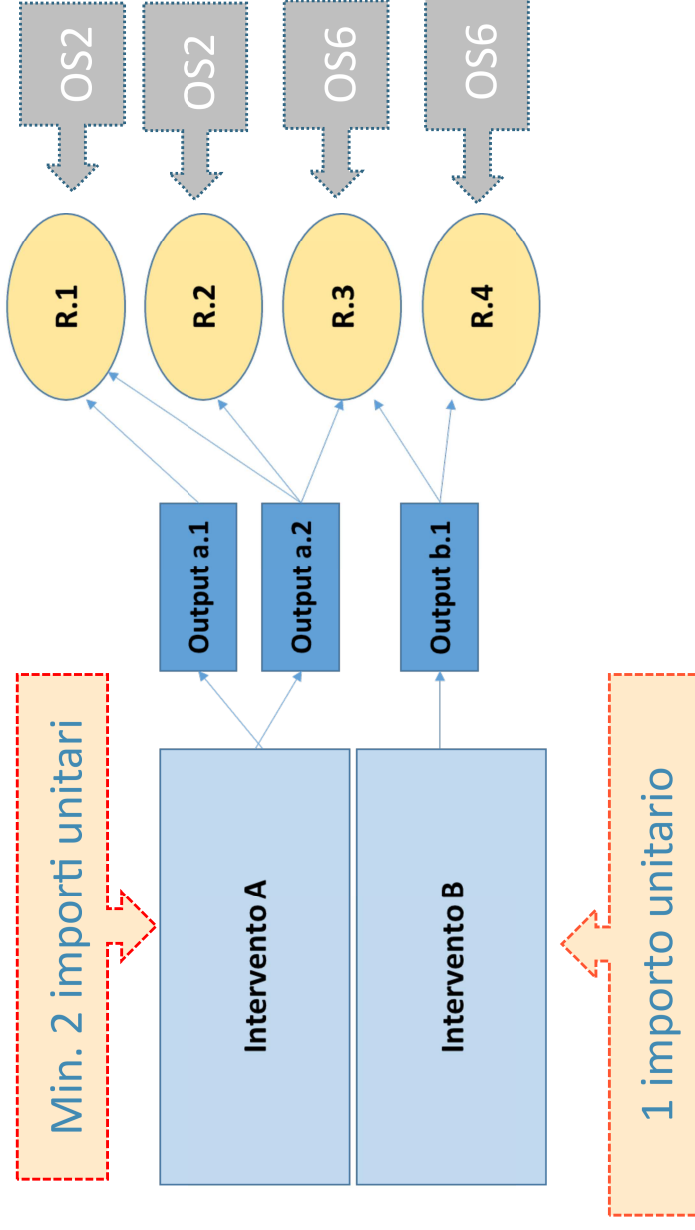 Min. 2 importi unitari
Intervento A
Intervento B
1 importo unitario
Output a.1
Output a.2
Output b.1
R.1
R.2
R.3
R.4
OS2
OS2
OS6
OS6